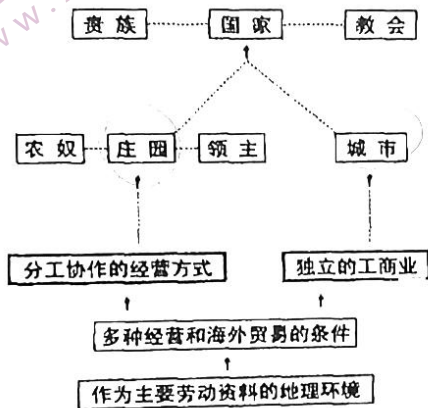 贵族 国家 教会
农奴 庄园 领主 城市
分工协作的经营方式 独立的工商业
多种经营和海外贸易的条件
作为主要劳动资料的地理环境